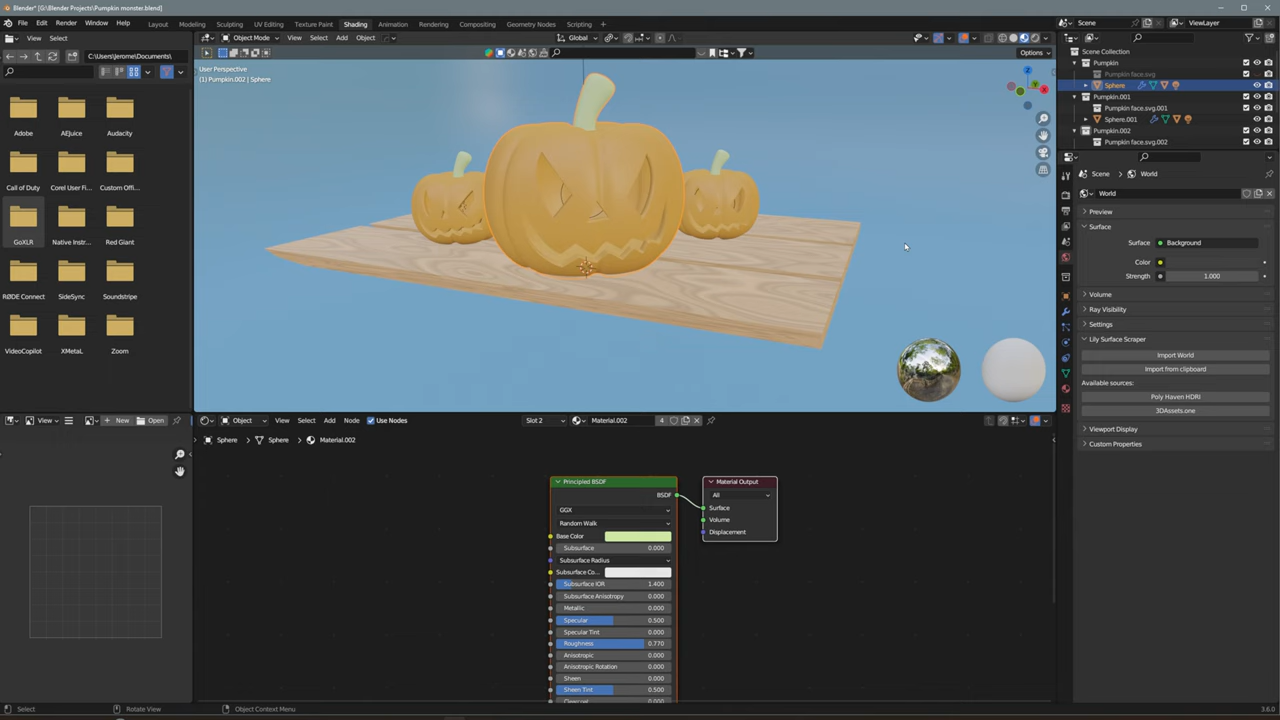 Blender* [G:\Blender Projects\Pumpkin monster.blend]
File Edit Render Window Help Layout Modeling Sculpting UV Editing Texture Paint Shading Animation Rendering Compositing Geometry Nodes Scripting +
Scene ViewLayer
View Select
Object Mode View Select Add Object Global
C:\Users\Jerome\Documents\
Options
User Perspective
(1) Pumpkin.002 | Sphere
Adobe AEJuice Audacity
Call of Duty Corel User Fi... Custom Offi...
GoXLR Native Instr... Red Giant
RØDE Connect SideSync Soundstripe
VideoCopilot XMetaL Zoom
Scene Collection
Pumpkin
Pumpkin face.svg
Sphere
Pumpkin.001
Pumpkin face.svg.001
Sphere.001
Pumpkin.002
Pumpkin face.svg.002
Scene World
World
Preview
Surface
Surface Background
Color
Strength 1.000
Volume
Ray Visibility
Settings
Lily Surface Scraper
Import World
Import from clipboard
Available sources:
Poly Haven HDRI
3DAssets.one
Viewport Display
Custom Properties
View New Open
Object View Select Add Node Use Nodes Slot 2 Material.002 4
Sphere Sphere Material.002
Principled BSDF
BSDF
GGX
Random Walk
Base Color
Subsurface 0.000
Subsurface Radius
Subsurface Co...
Subsurface IOR 1.400
Subsurface Anisotropy 0.000
Metallic 0.000
Specular 0.500
Specular Tint 0.000
Roughness 0.770
Anisotropic 0.000
Anisotropic Rotation 0.000
Sheen 0.000
Sheen Tint 0.500
Material Output
All
Surface
Volume
Displacement
Select Rotate View Object Context Menu 3.6.0